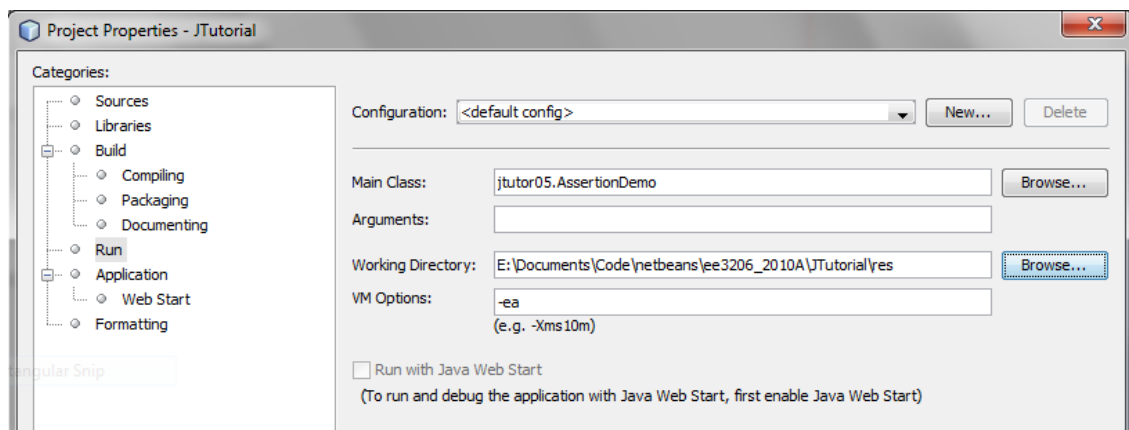 Project Properties - JTutorial
Categories:
Sources
Libraries
Build
Compiling
Packaging
Documenting
Run
Application
Web Start
Formatting
Configuration: <default config> New... Delete
Main Class: jtutor05.AssertionDemo Browse...
Arguments:
Working Directory: E:\Documents\Code\netbeans\ee3206_2010A\JTutorial\res Browse...
VM Options: -ea
(e.g. -Xms10m)
Run with Java Web Start
(To run and debug the application with Java Web Start, first enable Java Web Start)
tangular Snip